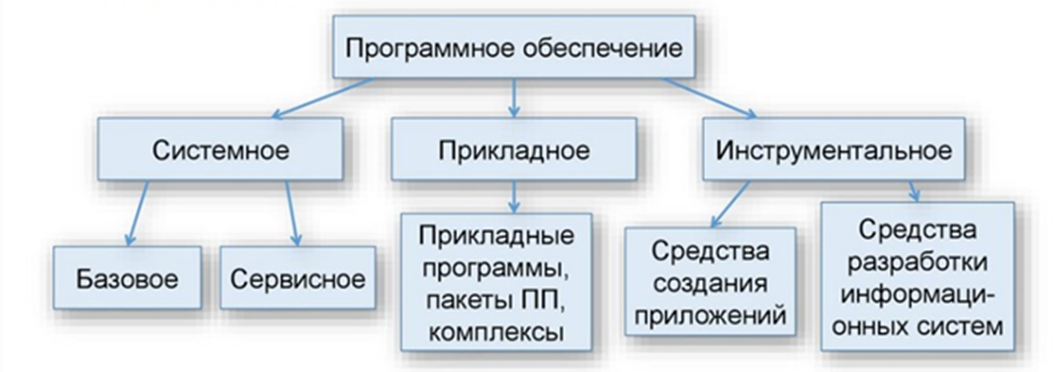 Программное обеспечение
Системное
Прикладное
Инструментальное
Базовое
Сервисное
Прикладные
программы,
пакеты ПП,
комплексы
Средства
создания
приложений
Средства
разработки
информаци-
онных систем